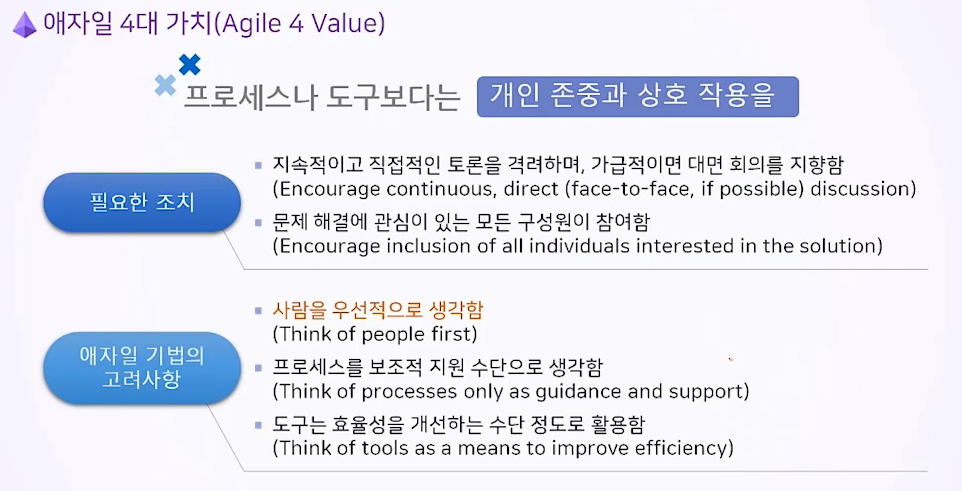 애자일 4대 가치(Agile 4 Value)
프로세스나 도구보다는 개인 존중과 상호 작용을
필요한 조치
지속적이고 직접적인 토론을 격려하며, 가급적이면 대면 회의를 지향함
(Encourage continuous, direct (face-to-face, if possible) discussion)
문제 해결에 관심이 있는 모든 구성원이 참여함
(Encourage inclusion of all individuals interested in the solution)
애자일 기법의
고려사항
사람을 우선적으로 생각함
(Think of people first)
프로세스를 보조적 지원 수단으로 생각함
(Think of processes only as guidance and support)
도구는 효율성을 개선하는 수단 정도로 활용함
(Think of tools as a means to improve efficiency)